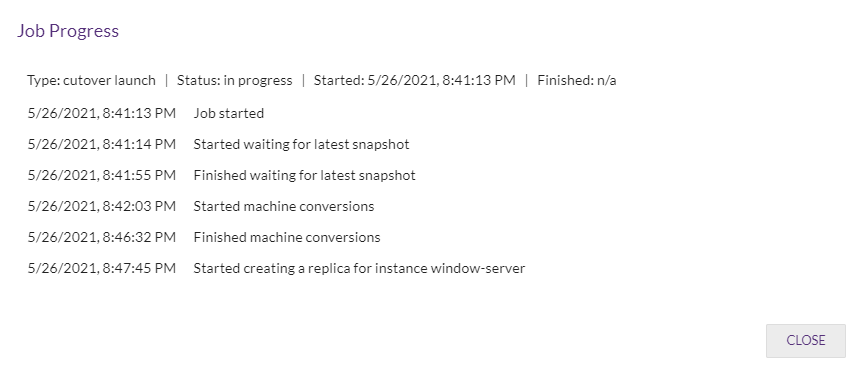 Job Progress
Type: cutover launch | Status: in progress | Started: 5/26/2021, 8:41:13 PM | Finished: n/a
5/26/2021, 8:41:13 PM Job started
5/26/2021, 8:41:14 PM Started waiting for latest snapshot
5/26/2021, 8:41:55 PM Finished waiting for latest snapshot
5/26/2021, 8:42:03 PM Started machine conversions
5/26/2021, 8:46:32 PM Finished machine conversions
5/26/2021, 8:47:45 PM Started creating a replica for instance window-server
CLOSE